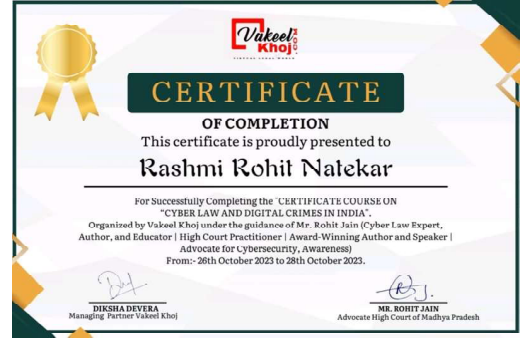 Vakeel
Khoj.com
VIRTUAL LEGAL WORLD
CERTIFICATE
OF COMPLETION
This certificate is proudly presented to
Rashmi Rohit Natekar
For Successfully Completing the "CERTIFICATE COURSE ON
"CYBER LAW AND DIGITAL CRIMES IN INDIA".
Organized by Vakeel Khoj under the guidance of Mr. Rohit Jain (Cyber Law Expert,
Author, and Educator | High Court Practitioner | Award-Winning Author and Speaker |
Advocate for Cybersecurity, Awareness)
From:- 26th October 2023 to 28th October 2023.
DIKSHA DEVERA
Managing Partner Vakeel Khoj
MR. ROHIT JAIN
Advocate High Court of Madhya Pradesh